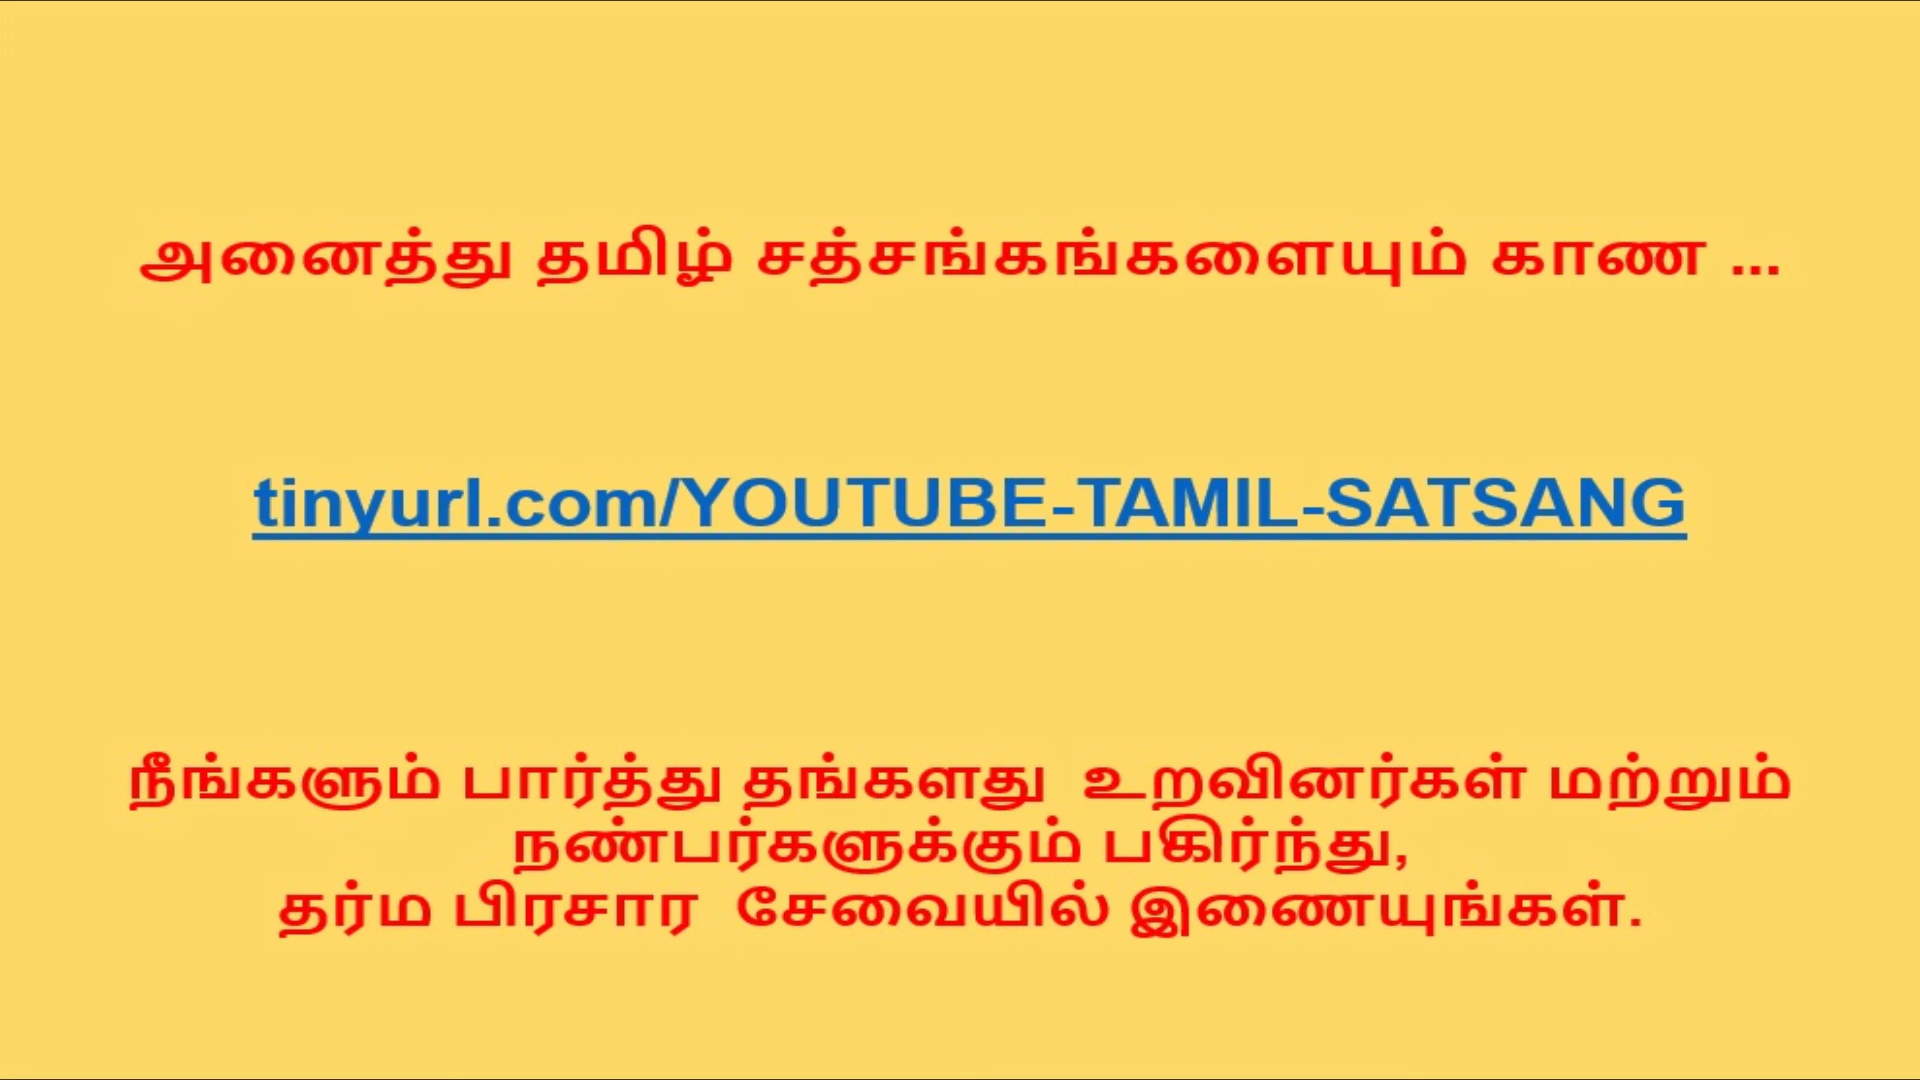 அனைத்து தமிழ் சத்சங்கங்களையும் காண ...
tinyurl.com/YOUTUBE-TAMIL-SATSANG
நீங்களும் பார்த்து தங்களது உறவினர்கள் மற்றும்
நண்பர்களுக்கும் பகிர்ந்து,
தர்ம பிரசார சேவையில் இணையுங்கள்.